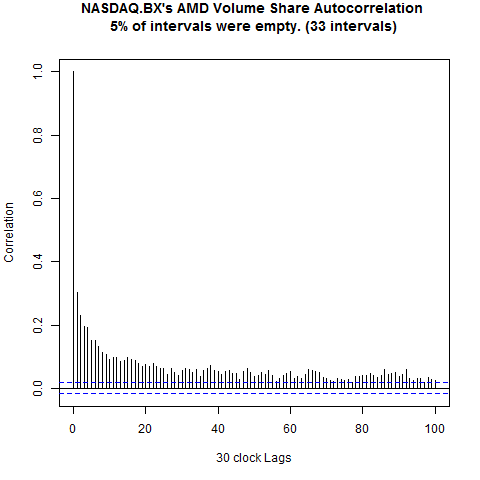 NASDAQ.BX's AMD Volume Share Autocorrelation
5% of intervals were empty. (33 intervals)
Correlation
1.0
0.8
0.6
0.4
0.2
0.0
0 20 40 60 80 100
30 clock Lags